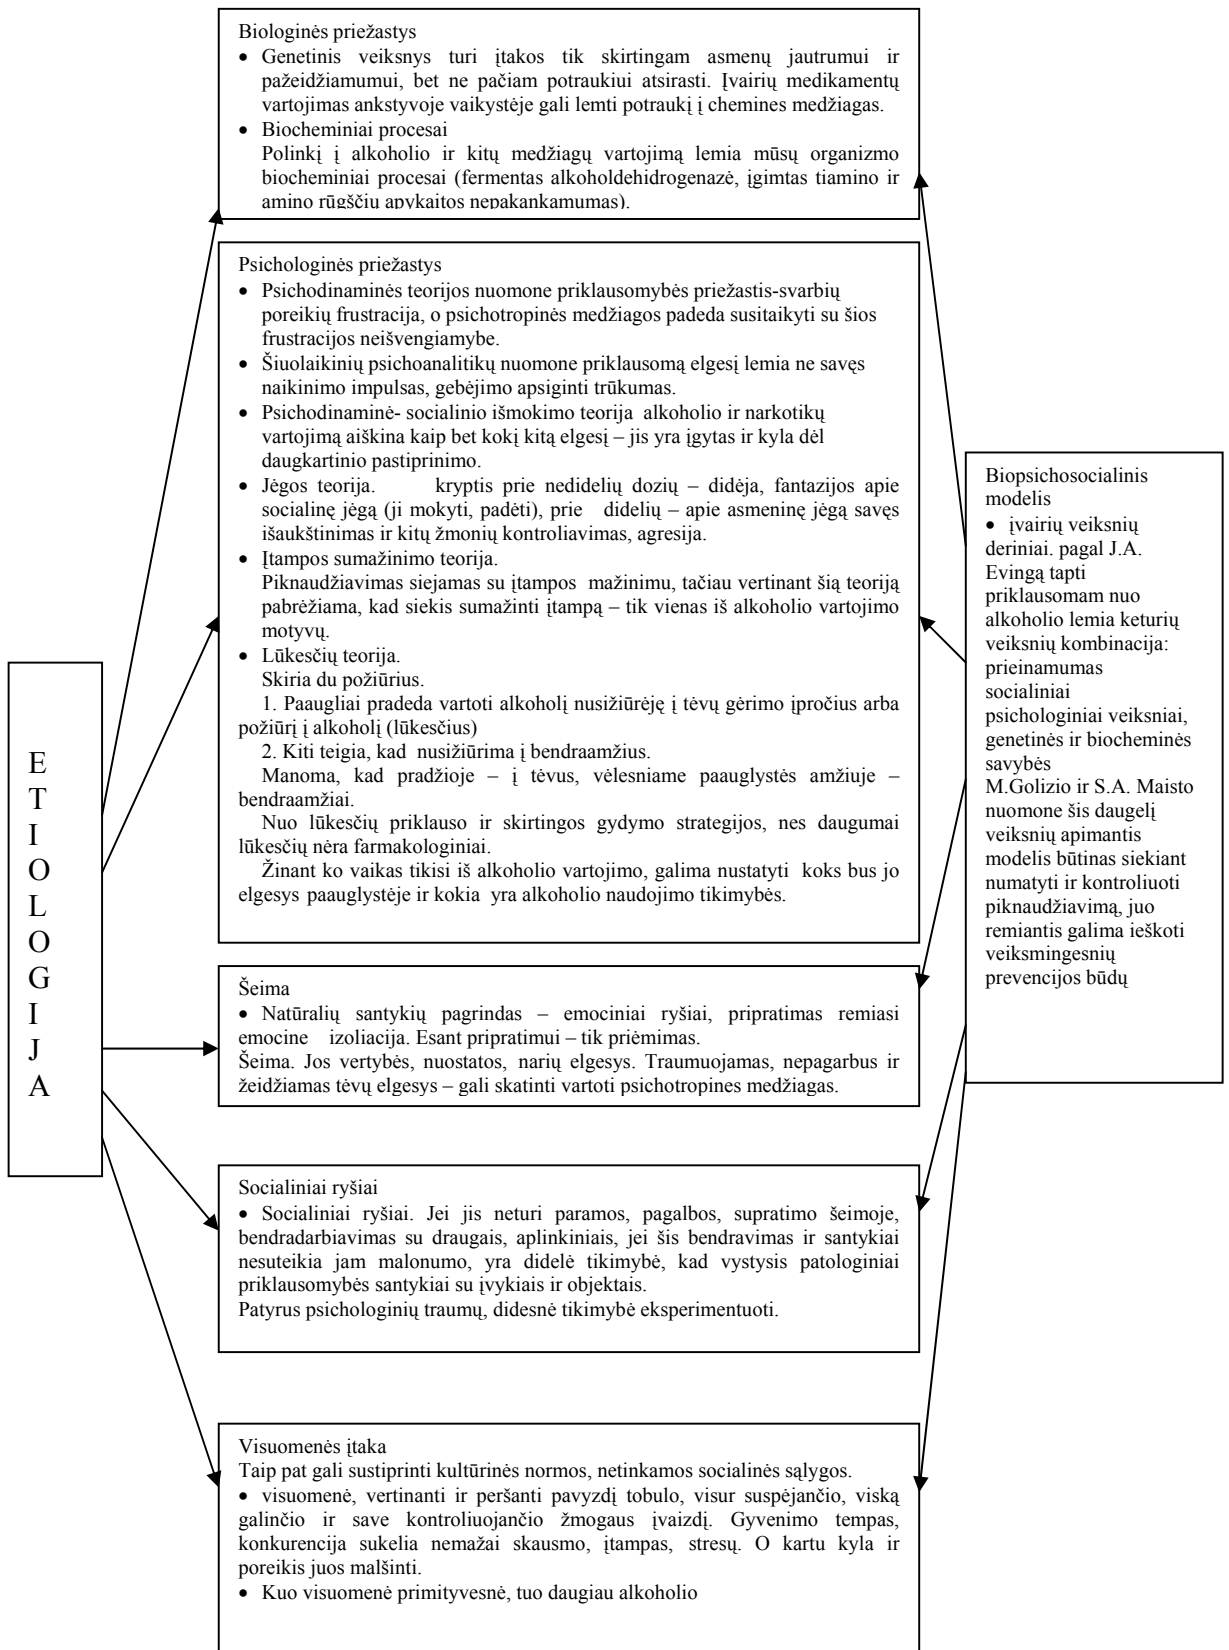 Biologinės priežastys
• Genetinis veiksnys turi įtakos tik skirtingam asmenų jautrumui ir
pažeidžiamumui, bet ne pačiam potraukiui atsirasti. Įvairių medikamentų
vartojimas ankstyvoje vaikystėje gali lemti potraukį į chemines medžiagas.
• Biocheminiai procesai
Polinkį į alkoholio ir kitų medžiagų vartojimą lemia mūsų organizmo
biocheminiai procesai (fermentas alkoholdehidrogenazė, įgimtas tiamino ir
amino rūgščių apykaitos nepakankamumas).
Psichologinės priežastys
• Psichodinaminės teorijos nuomone priklausomybės priežastis-svarbių
poreikių frustracija, o psichotropinės medžiagos padeda susitaikyti su šios
frustracijos neišvengiamybe.
• Šiuolaikinių psichoanalitikų nuomone priklausomą elgesį lemia ne savęs
naikinimo impulsas, gebėjimo apsiginti trūkumas.
• Psichodinaminė- socialinio išmokimo teorija alkoholio ir narkotikų
vartojimą aiškina kaip bet kokį kitą elgesį – jis yra įgytas ir kyla dėl
daugkartinio pastiprinimo.
• Jėgos teorija. kryptis prie nedidelių dozių – didėja, fantazijos apie
socialinę jėgą (ji mokyti, padėti), prie didelių – apie asmeninę jėgą savęs
išaukštinimas ir kitų žmonių kontroliavimas, agresija.
• Įtampos sumažinimo teorija.
Piknaudžiavimas siejamas su įtampos mažinimu, tačiau vertinant šią teoriją
pabrėžiama, kad siekis sumažinti įtampą – tik vienas iš alkoholio vartojimo
motyvų.
• Lūkesčių teorija.
Skiria du požiūrius.
1. Paaugliai pradeda vartoti alkoholį nusižiūrėję į tėvų gėrimo įpročius arba
požiūrį į alkoholį (lūkesčius)
2. Kiti teigia, kad nusižiūrima į bendraamžius.
Manoma, kad pradžioje – į tėvus, vėlesniame paauglystės amžiuje –
bendraamžiai.
Nuo lūkesčių priklauso ir skirtingos gydymo strategijos, nes daugumai
lūkesčių nėra farmakologiniai.
Žinant ko vaikas tikisi iš alkoholio vartojimo, galima nustatyti koks bus jo
elgesys paauglystėje ir kokia yra alkoholio naudojimo tikimybės.
Šeima
• Natūralių santykių pagrindas – emociniai ryšiai, pripratimas remiasi
emocine izoliacija. Esant pripratimui – tik priėmimas.
Šeima. Jos vertybės, nuostatos, narių elgesys. Traumuojamas, nepagarbus ir
žeidžiamas tėvų elgesys – gali skatinti vartoti psichotropines medžiagas.
Socialiniai ryšiai
• Socialiniai ryšiai. Jei jis neturi paramos, pagalbos, supratimo šeimoje,
bendradarbiavimas su draugais, aplinkiniais, jei šis bendravimas ir santykiai
nesuteikia jam malonumo, yra didelė tikimybė, kad vystysis patologiniai
priklausomybės santykiai su įvykiais ir objektais.
Patyrus psichologinių traumų, didesnė tikimybė eksperimentuoti.
Visuomenės įtaka
Taip pat gali sustiprinti kultūrinės normos, netinkamos socialinės sąlygos.
• visuomenė, vertinanti ir peršanti pavyzdį tobulo, visur suspėjančio, viską
galinčio ir save kontroliuojančio žmogaus įvaizdį. Gyvenimo tempas,
konkurencija sukelia nemažai skausmo, įtampas, stresų. O kartu kyla ir
poreikis juos malšinti.
• Kuo visuomenė primityvesnė, tuo daugiau alkoholio
E
T
I
O
L
O
G
I
J
A
Biopsichosocialinis
modelis
• įvairių veiksnių
deriniai. pagal J.A.
Evingą tapti
priklausomam nuo
alkoholio lemia keturių
veiksnių kombinacija:
prieinamumas
socialiniai
psichologiniai veiksniai,
genetinės ir biocheminės
savybės
M.Golizio ir S.A. Maisto
nuomone šis daugelį
veiksnių apimantis
modelis būtinas siekiant
numatyti ir kontroliuoti
piknaudžiavimą, juo
remiantis galima ieškoti
veiksmingesnių
prevencijos būdų